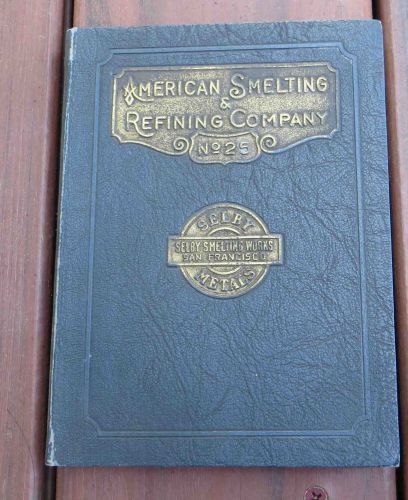 AMERICAN SMELTING
&
REFINING COMPANY
No 25
SELBY
SELBY SMELTING WORKS
SAN FRANCISCO
METALS